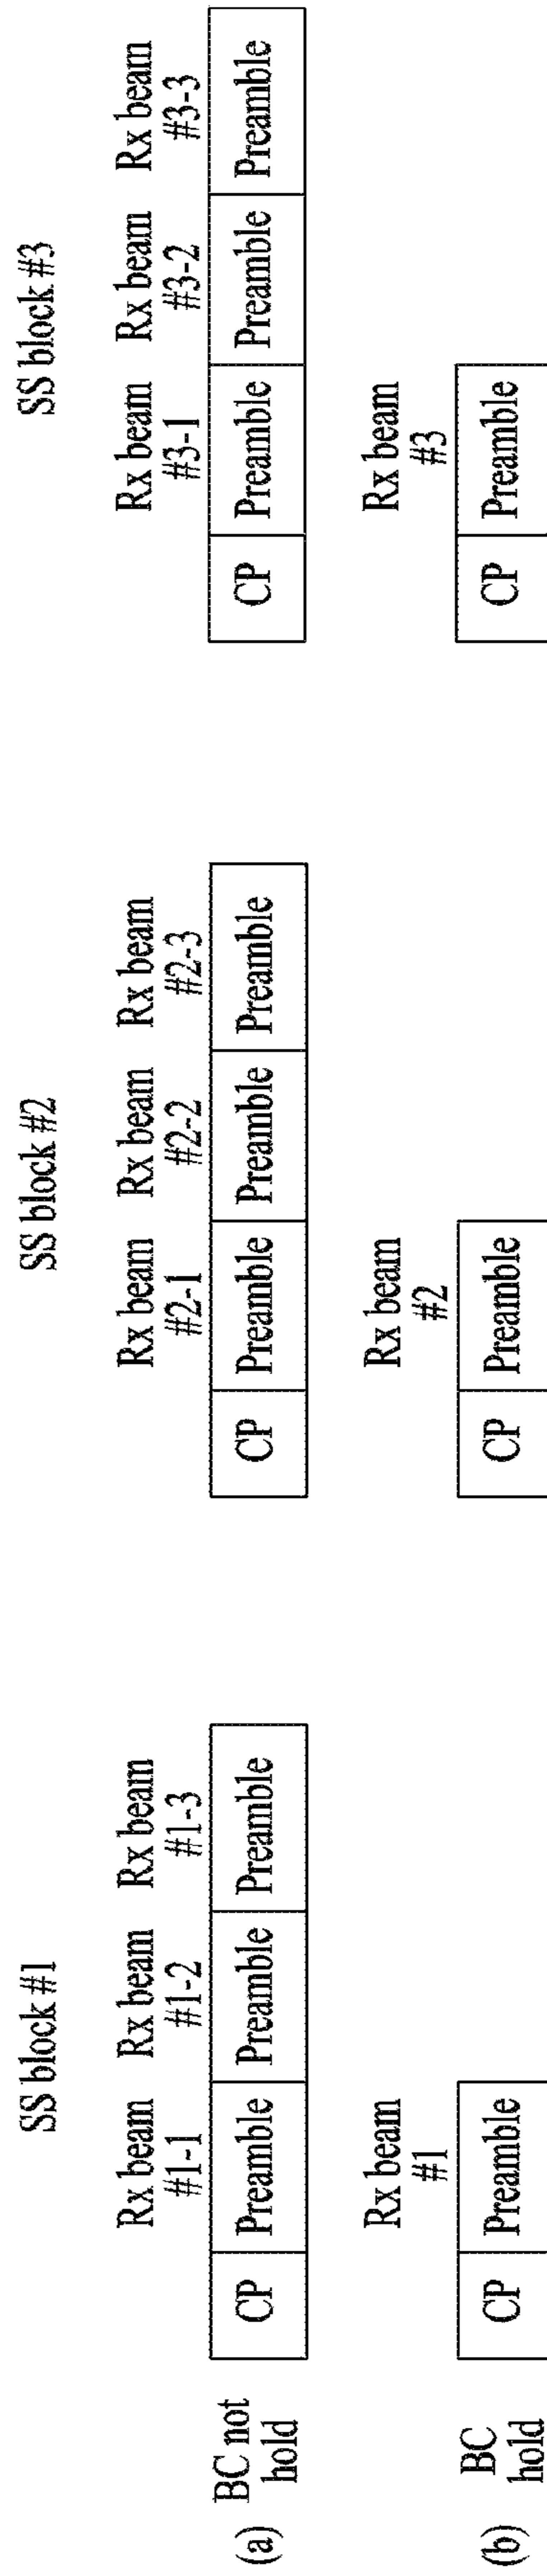 SS block #1
SS block #2
SS block #3
Rx beam #1-1
Rx beam #1-2
Rx beam #1-3
Rx beam #2-1
Rx beam #2-2
Rx beam #2-3
Rx beam #3-1
Rx beam #3-2
Rx beam #3-3
(a) BC not hold
CP Preamble Preamble Preamble
CP Preamble Preamble Preamble
CP Preamble Preamble Preamble
Rx beam #1
Rx beam #2
Rx beam #3
(b) BC hold
CP Preamble
CP Preamble
CP Preamble